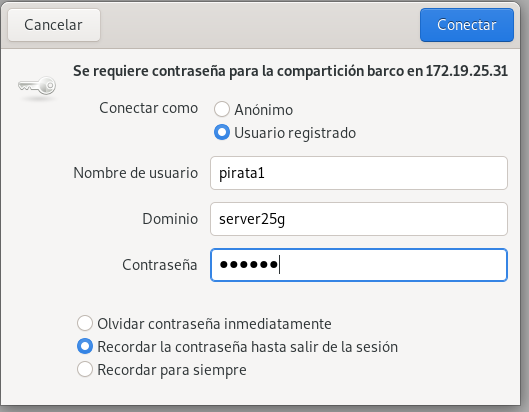 Cancelar
Conectar
Se requiere contraseña para la compartición barco en 172.19.25.31
Conectar como
Anónimo
Usuario registrado
Nombre de usuario pirata1
Dominio server25g
Contraseña ●●●●●●
Olvidar contraseña inmediatamente
Recordar la contraseña hasta salir de la sesión
Recordar para siempre